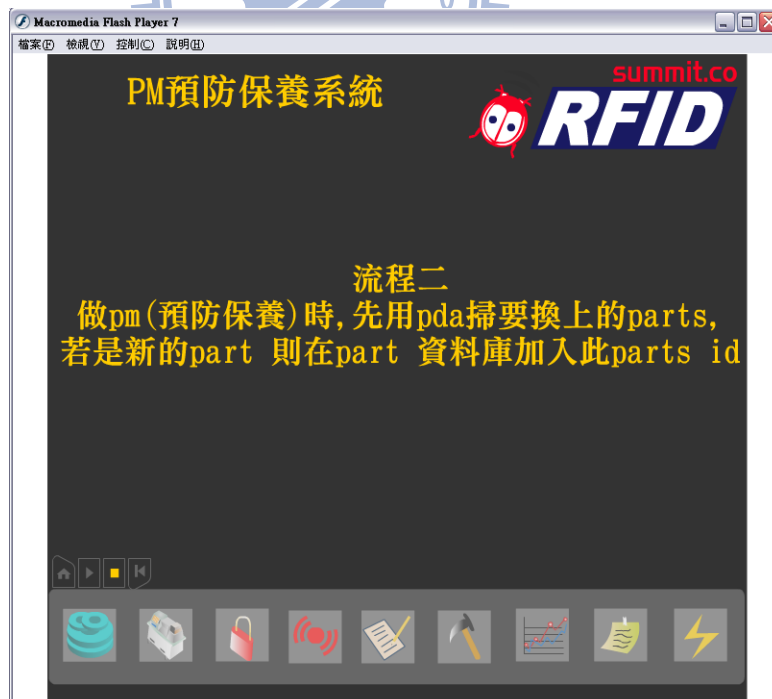 Macromedia Flash Player 7
檔案(F) 檢視(V) 控制(C) 說明(H)
PM預防保養系統
summit.co
RFID
流程二
做pm(預防保養)時,先用pda掃要換上的parts,
若是新的part 則在part 資料庫加入此parts id